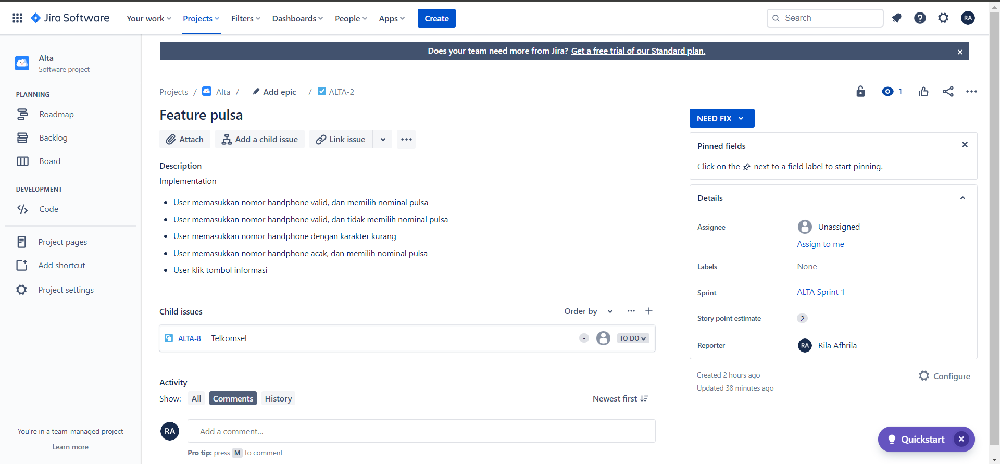 Jira Software
Your work
Projects
Filters
Dashboards
People
Apps
Create
Search
RA
Alta
Software project
PLANNING
Roadmap
Backlog
Board
DEVELOPMENT
Code
Project pages
Add shortcut
Project settings
You're in a team-managed project
Learn more
Does your team need more from Jira? Get a free trial of our Standard plan.
Projects / Alta / Add epic / ALTA-2
1
Feature pulsa
Attach
Add a child issue
Link issue
Description
Implementation
• User memasukkan nomor handphone valid, dan memilih nominal pulsa
• User memasukkan nomor handphone valid, dan tidak memilih nominal pulsa
• User memasukkan nomor handphone dengan karakter kurang
• User memasukkan nomor handphone acak, dan memilih nominal pulsa
• User klik tombol informasi
Child issues
Order by
ALTA-8 Telkomsel - TO DO
Activity
Show: All Comments History
Newest first
RA
Add a comment...
Pro tip: press M to comment
NEED FIX
Pinned fields
Click on the next to a field label to start pinning.
Details
Assignee Unassigned
Assign to me
Labels None
Sprint ALTA Sprint 1
Story point estimate 2
Reporter RA Rila Afhrila
Created 2 hours ago
Updated 38 minutes ago
Configure
Quickstart